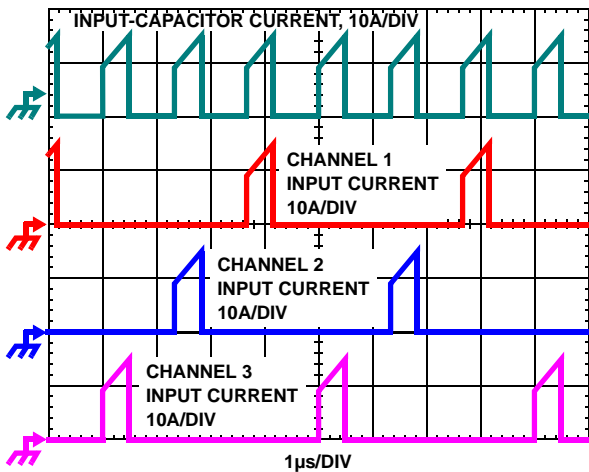 INPUT-CAPACITOR CURRENT, 10A/DIV
CHANNEL 1
INPUT CURRENT
10A/DIV
CHANNEL 2
INPUT CURRENT
10A/DIV
CHANNEL 3
INPUT CURRENT
10A/DIV
1µs/DIV